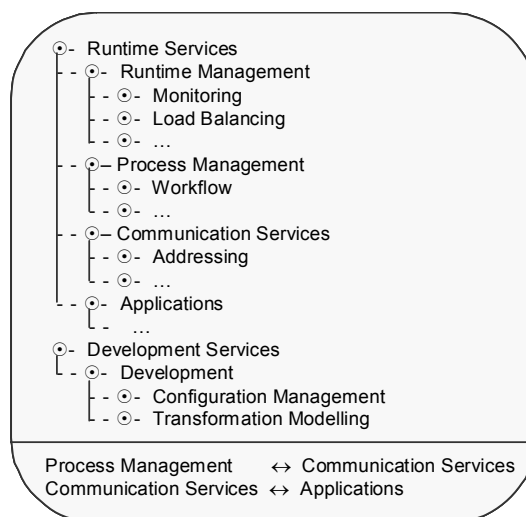 Runtime Services
Runtime Management
Monitoring
Load Balancing
…
Process Management
Workflow
…
Communication Services
Addressing
…
Applications
…
Development Services
Development
Configuration Management
Transformation Modelling
Process Management ↔ Communication Services
Communication Services ↔ Applications